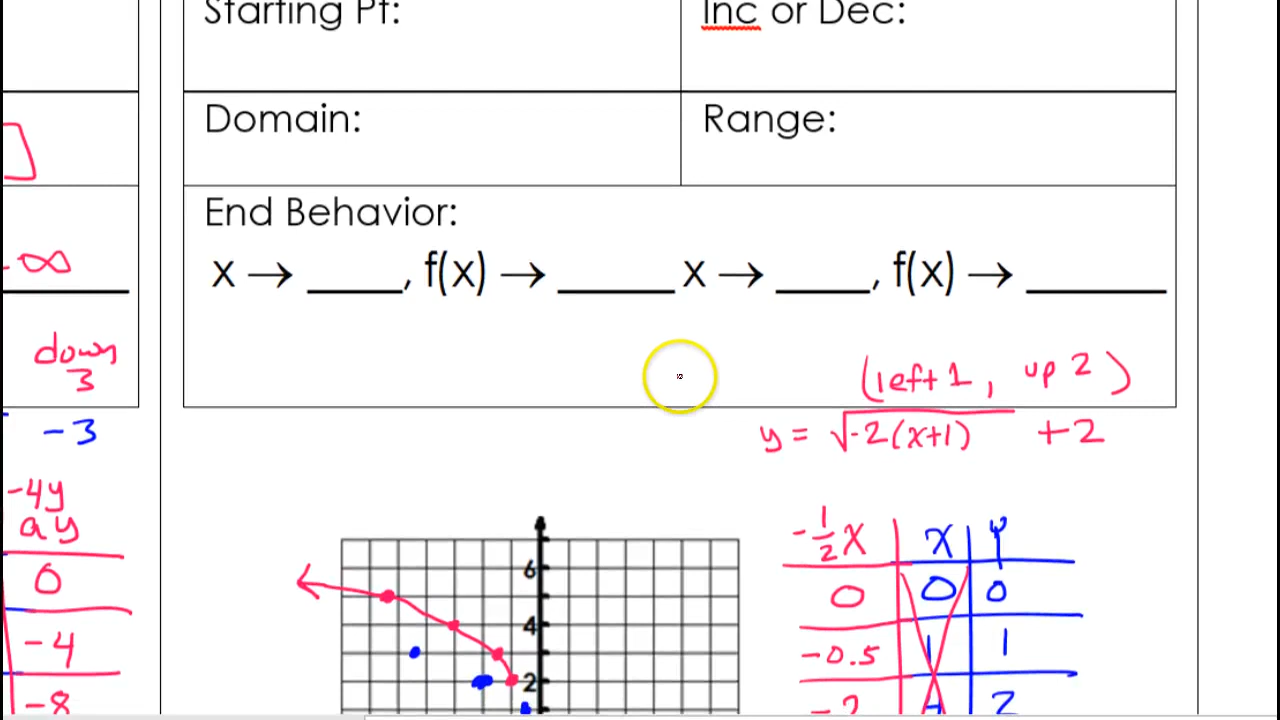 Starting Pt:
Inc or Dec:
Domain:
Range:
End Behavior:
x → ____, f(x) → _____ x → ____, f(x) → ______
-∞
down
3
-3
(left 1, up 2)
y = √-2(x+1) +2
-4y
ay
0
-4
-8
6
4
2
-1/2x x y
0 0 0
-0.5 1 1
-2 4 2